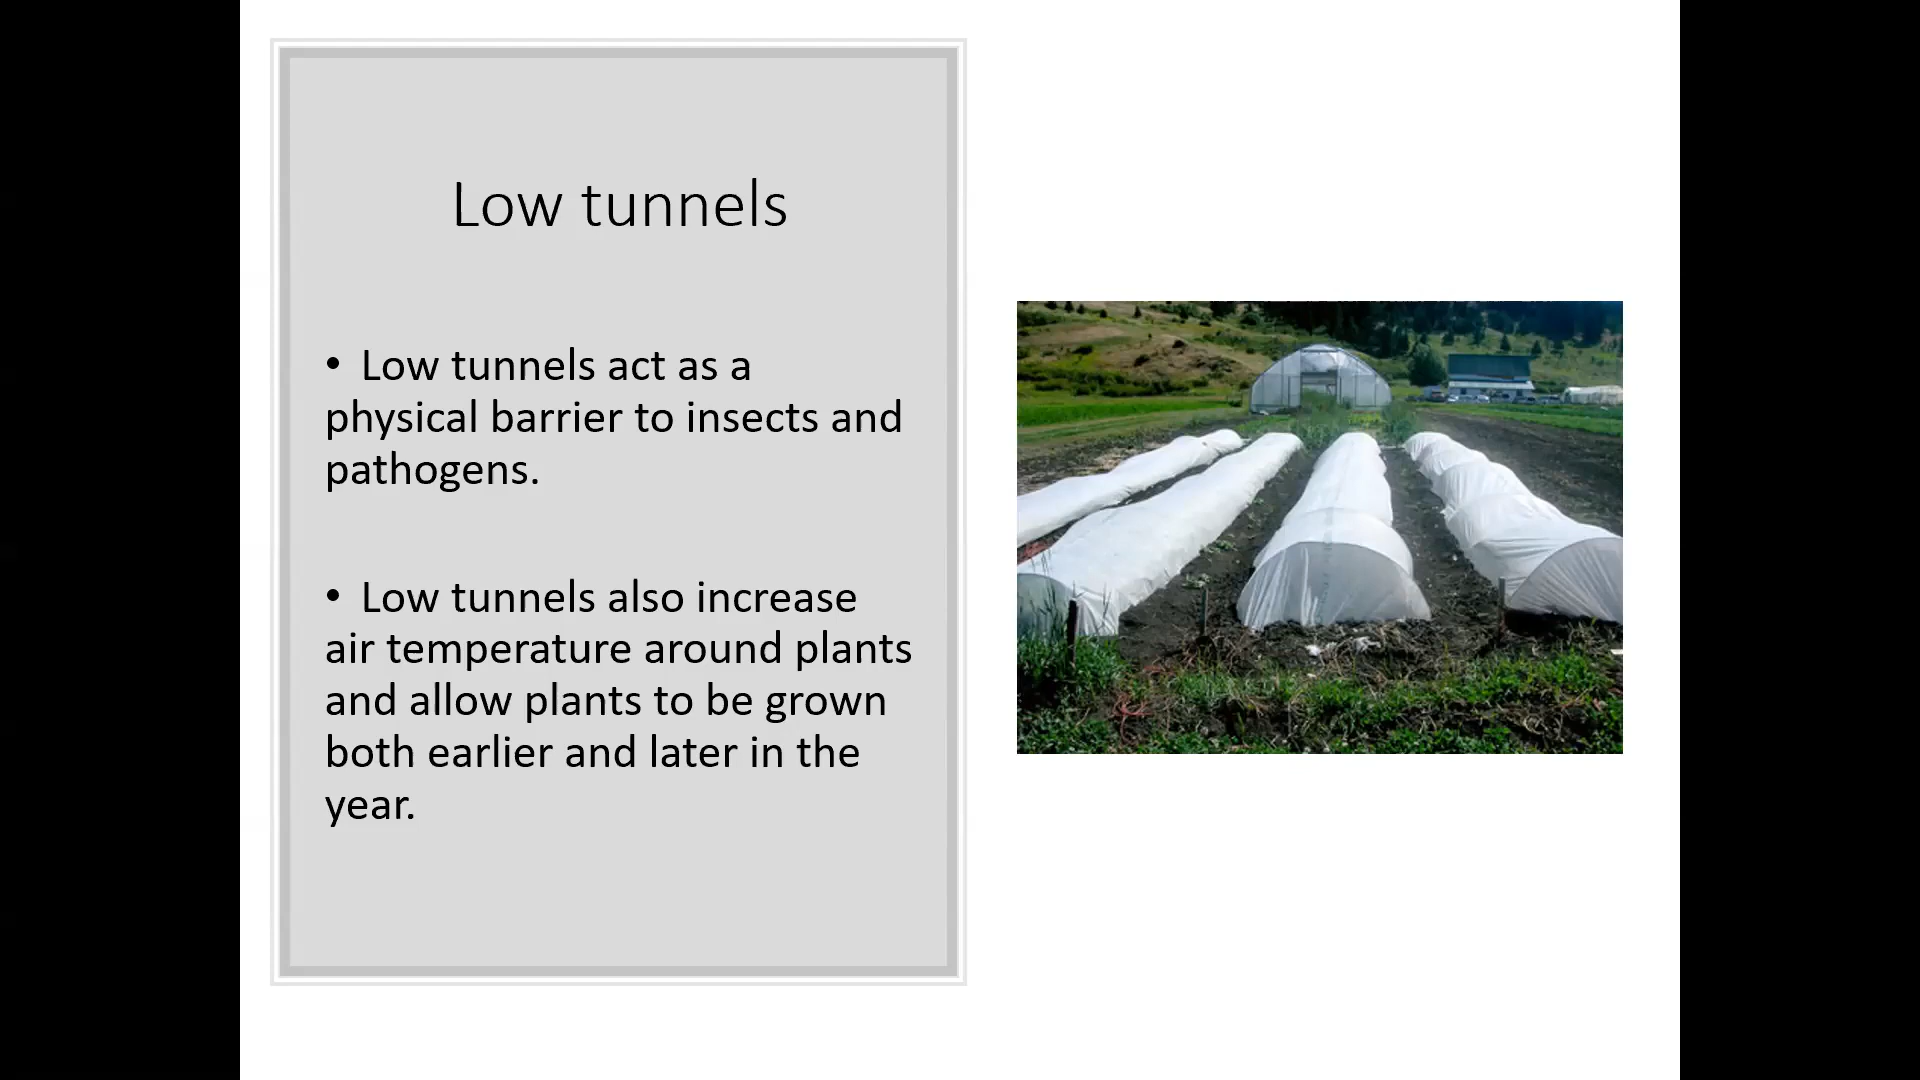 Low tunnels
• Low tunnels act as a
physical barrier to insects and
pathogens.
• Low tunnels also increase
air temperature around plants
and allow plants to be grown
both earlier and later in the
year.